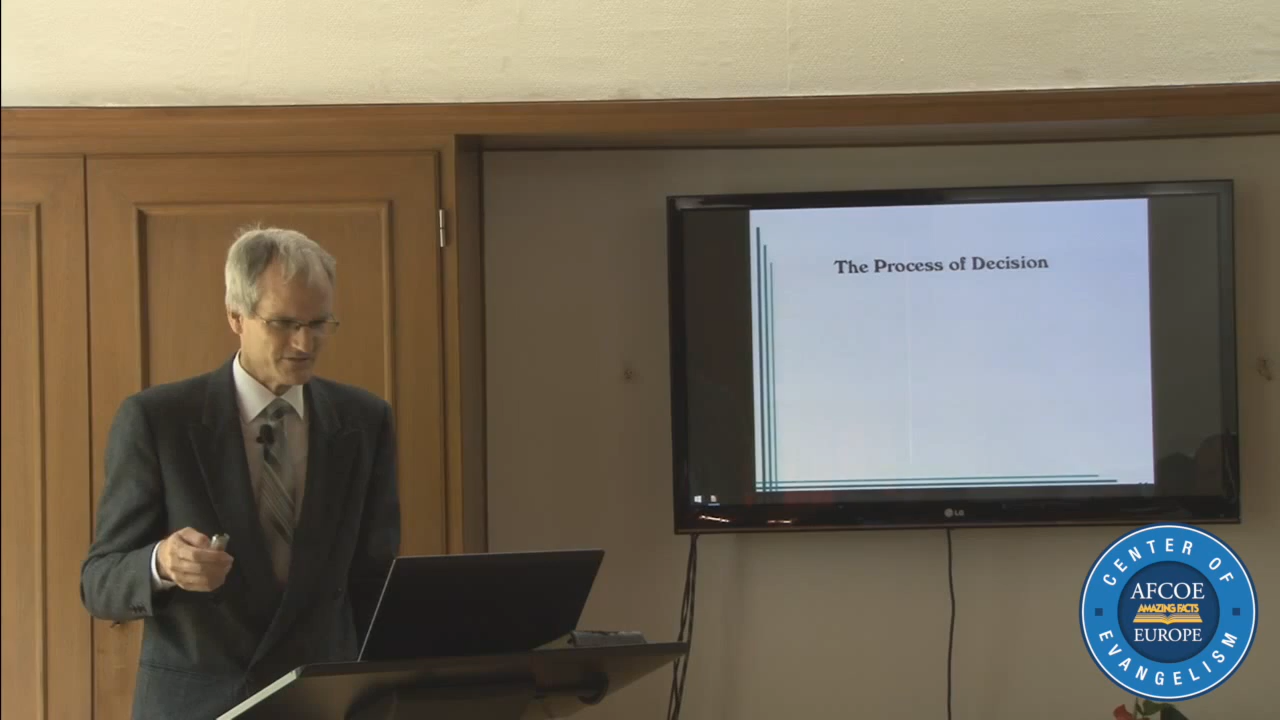 The Process of Decision
LG
CENTER OF
AFCOE
AMAZING FACTS
EUROPE
EVANGELISM